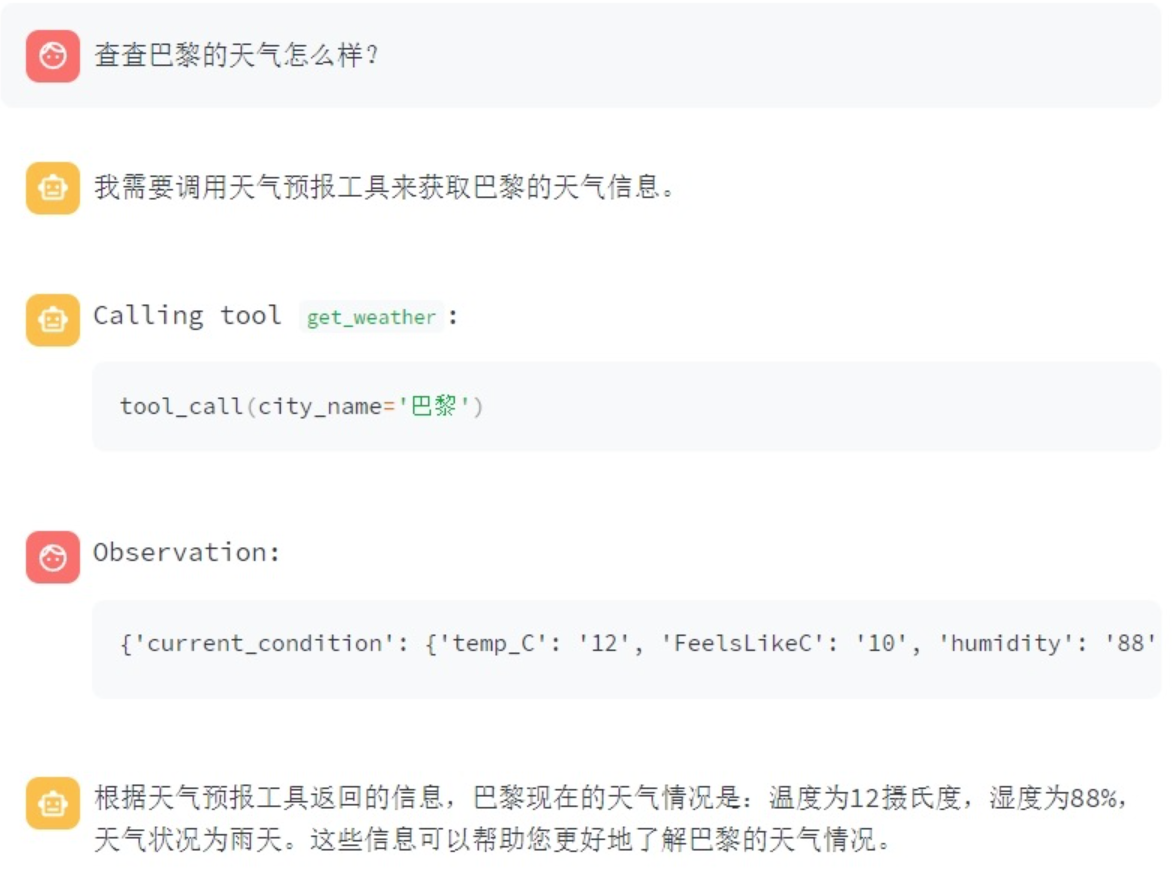 查查巴黎的天气怎么样？
我需要调用天气预报工具来获取巴黎的天气信息。
Calling tool get_weather:
tool_call(city_name='巴黎')
Observation:
{'current_condition': {'temp_C': '12', 'FeelsLikeC': '10', 'humidity': '88'
根据天气预报工具返回的信息，巴黎现在的天气情况是：温度为12摄氏度，湿度为88%，
天气状况为雨天。这些信息可以帮助您更好地了解巴黎的天气情况。